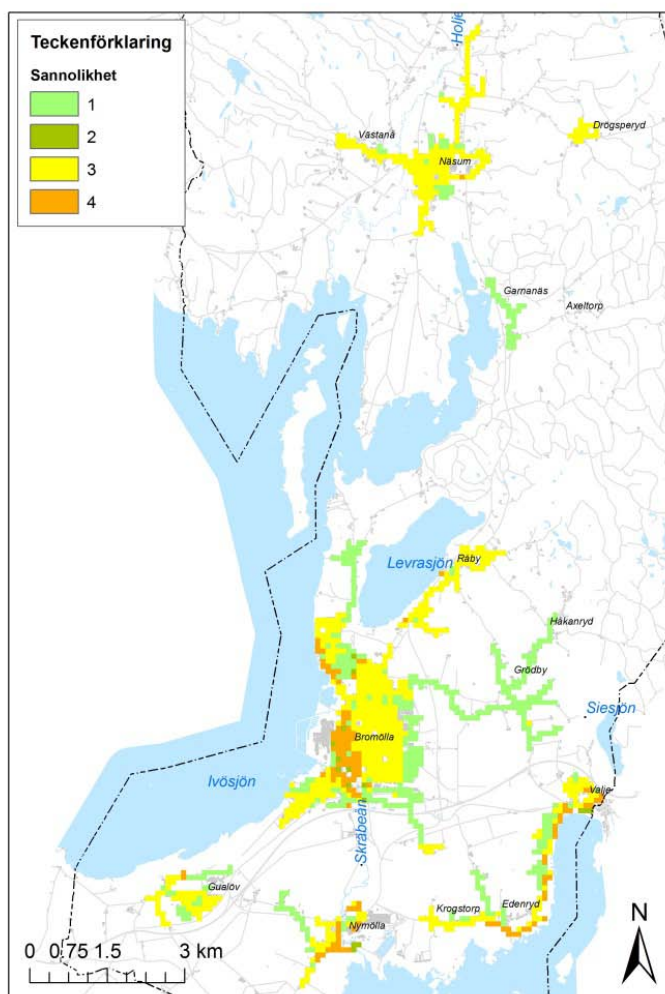 Teckenförklaring
Sannolikhet
1
2
3
4
Holje
Västanå
Näsum
Drögsperyd
Garnanäs
Axeltorp
Levrasjön
Råby
Håkanryd
Grödby
Siesjön
Bromölla
Ivösjön
Valje
Skräbeån
Gualöv
Krogstorp
Edenryd
Nymölla
0 0.75 1.5 3 km
N